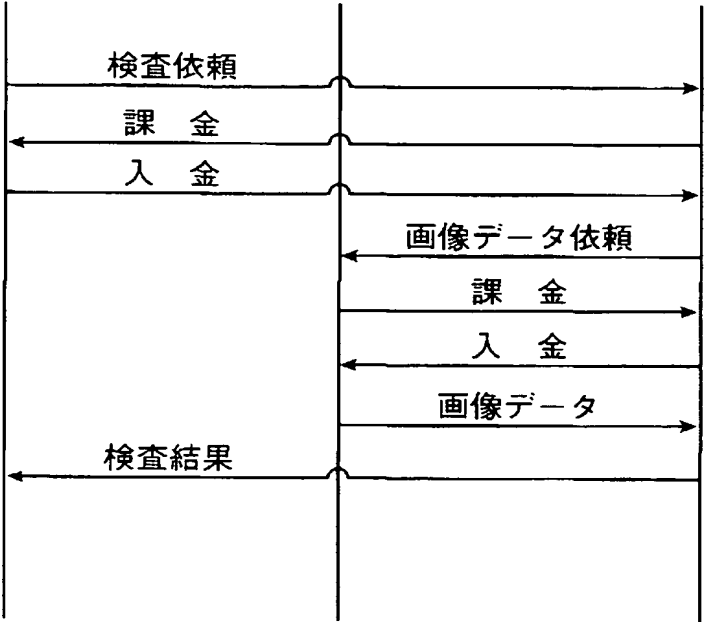 検査依頼
課 金
入 金
画像データ依頼
課 金
入 金
画像データ
検査結果